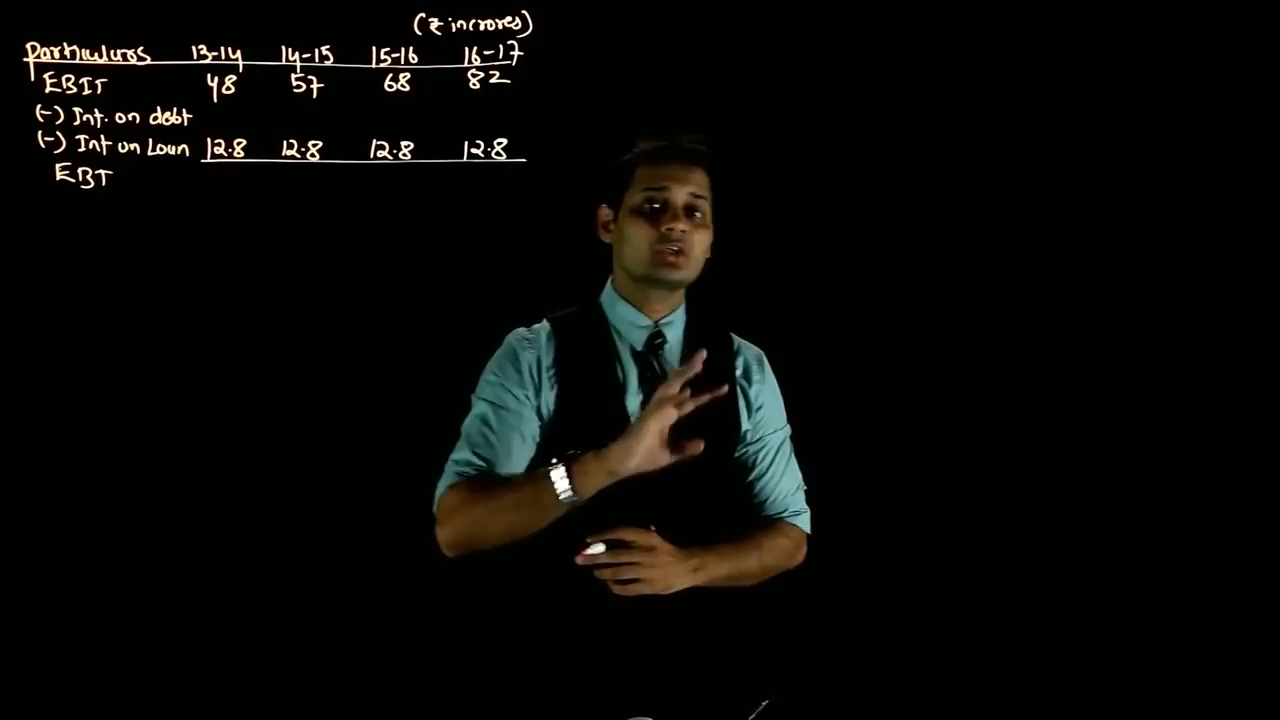 (₹ in crores)
Particulars 13-14 14-15 15-16 16-17
EBIT 48 57 68 82
(-) Int. on debt
(-) Int on Loan 12.8 12.8 12.8 12.8
EBT